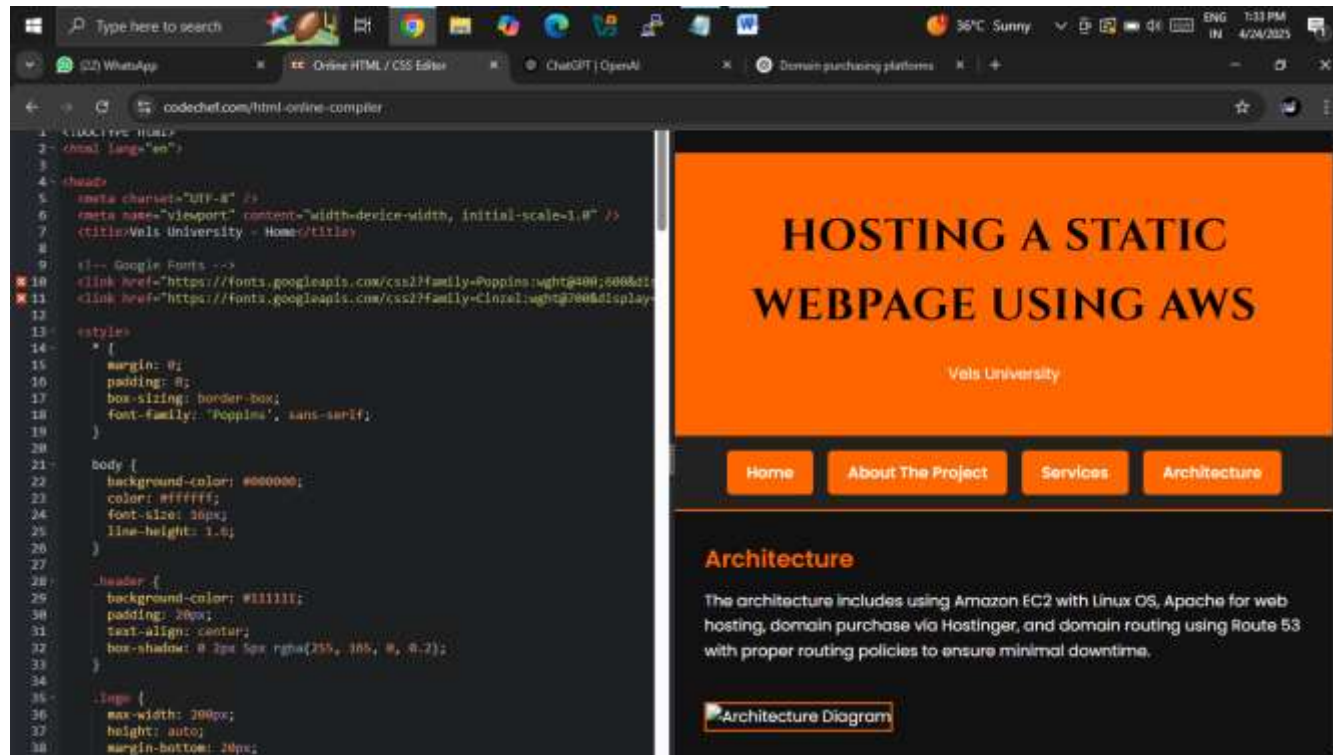 Type here to search
36°C Sunny
ENG
IN
1:33 PM
4/24/2025
(22) WhatsApp
Online HTML / CSS Editor
ChatGPT | OpenAI
Domain purchasing platforms
codechef.com/html-online-compiler
1 <!DOCTYPE html>
2 <html lang="en">
3
4 <head>
5 <meta charset="UTF-8" />
6 <meta name="viewport" content="width=device-width, initial-scale=1.0" />
7 <title>Vels University - Home</title>
8
9 <!-- Google Fonts -->
10 <link href="https://fonts.googleapis.com/css2?family=Poppins:wght@400;600&di
11 <link href="https://fonts.googleapis.com/css2?family=Cinzel:wght@700&display=
12
13 <style>
14 * {
15 margin: 0;
16 padding: 0;
17 box-sizing: border-box;
18 font-family: 'Poppins', sans-serif;
19 }
20
21 body {
22 background-color: #000000;
23 color: #ffffff;
24 font-size: 16px;
25 line-height: 1.6;
26 }
27
28 .header {
29 background-color: #111111;
30 padding: 20px;
31 text-align: center;
32 box-shadow: 0 2px 5px rgba(255, 165, 0, 0.2);
33 }
34
35 .logo {
36 max-width: 200px;
37 height: auto;
38 margin-bottom: 20px;
HOSTING A STATIC
WEBPAGE USING AWS
Vels University
Home
About The Project
Services
Architecture
Architecture
The architecture includes using Amazon EC2 with Linux OS, Apache for web
hosting, domain purchase via Hostinger, and domain routing using Route 53
with proper routing policies to ensure minimal downtime.
Architecture Diagram